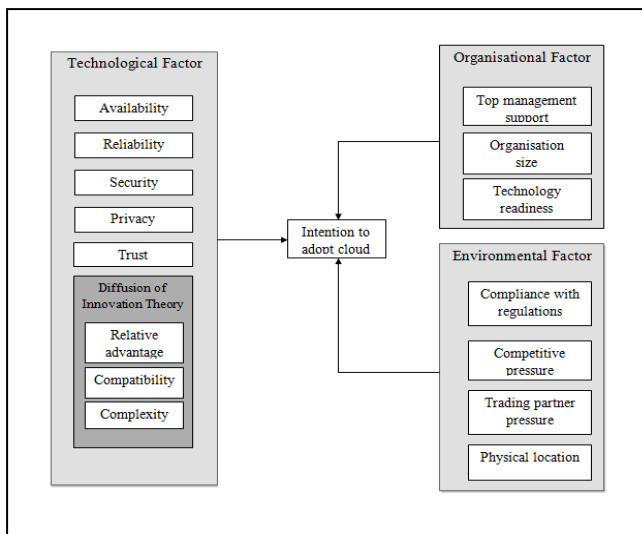 Technological Factor
Availability
Reliability
Security
Privacy
Trust
Diffusion of
Innovation Theory
Relative
advantage
Compatibility
Complexity
Intention to
adopt cloud
Organisational Factor
Top management
support
Organisation
size
Technology
readiness
Environmental Factor
Compliance with
regulations
Competitive
pressure
Trading partner
pressure
Physical location